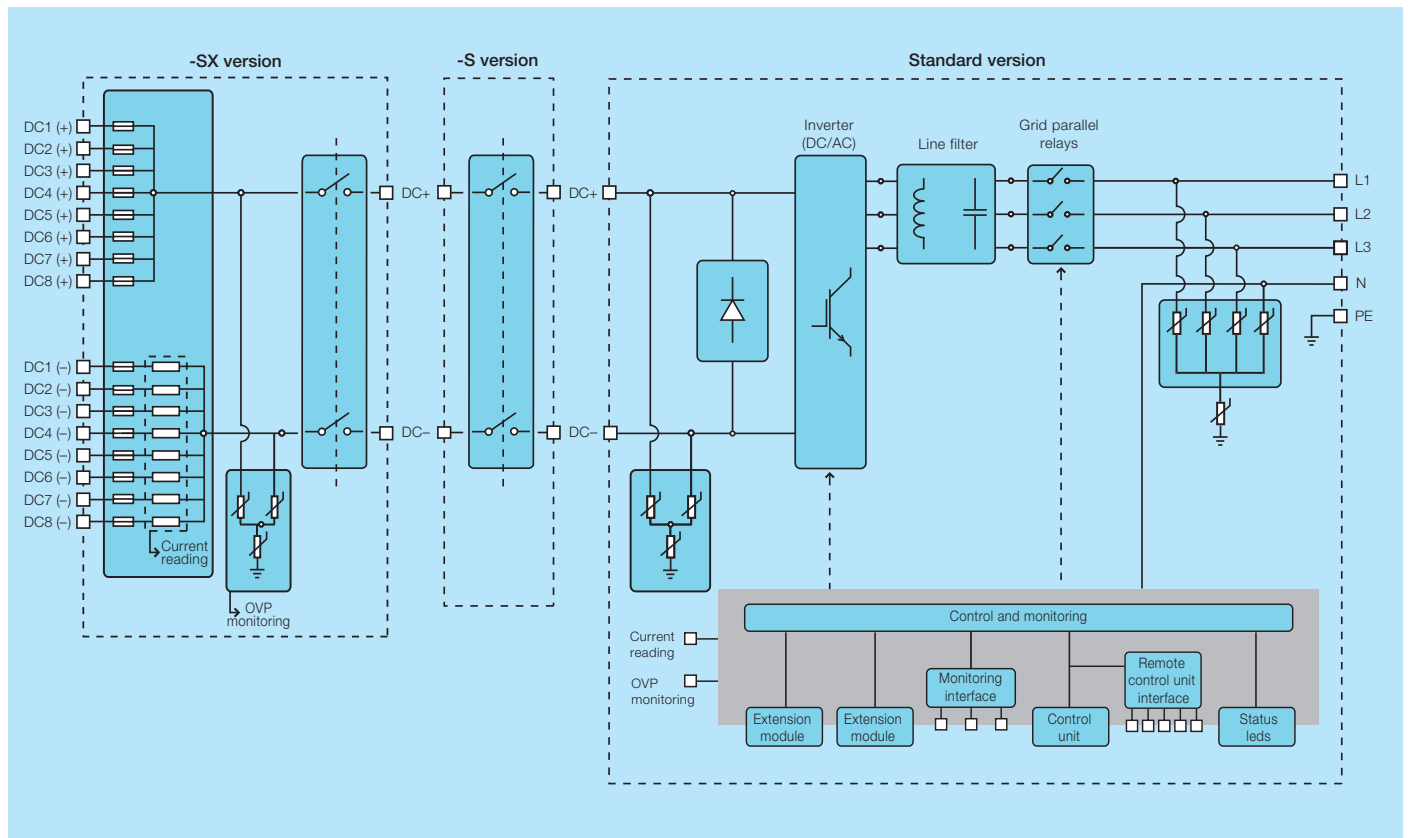 -SX version
-S version
Standard version
DC1 (+)
DC2 (+)
DC3 (+)
DC4 (+)
DC5 (+)
DC6 (+)
DC7 (+)
DC8 (+)
DC1 (–)
DC2 (–)
DC3 (–)
DC4 (–)
DC5 (–)
DC6 (–)
DC7 (–)
DC8 (–)
Current
reading
OVP
monitoring
DC+
DC–
DC+
DC–
Inverter
(DC/AC)
Line filter
Grid parallel
relays
L1
L2
L3
N
PE
Current
reading
OVP
monitoring
Control and monitoring
Extension
module
Extension
module
Monitoring
interface
Control
unit
Remote
control unit
interface
Status
leds